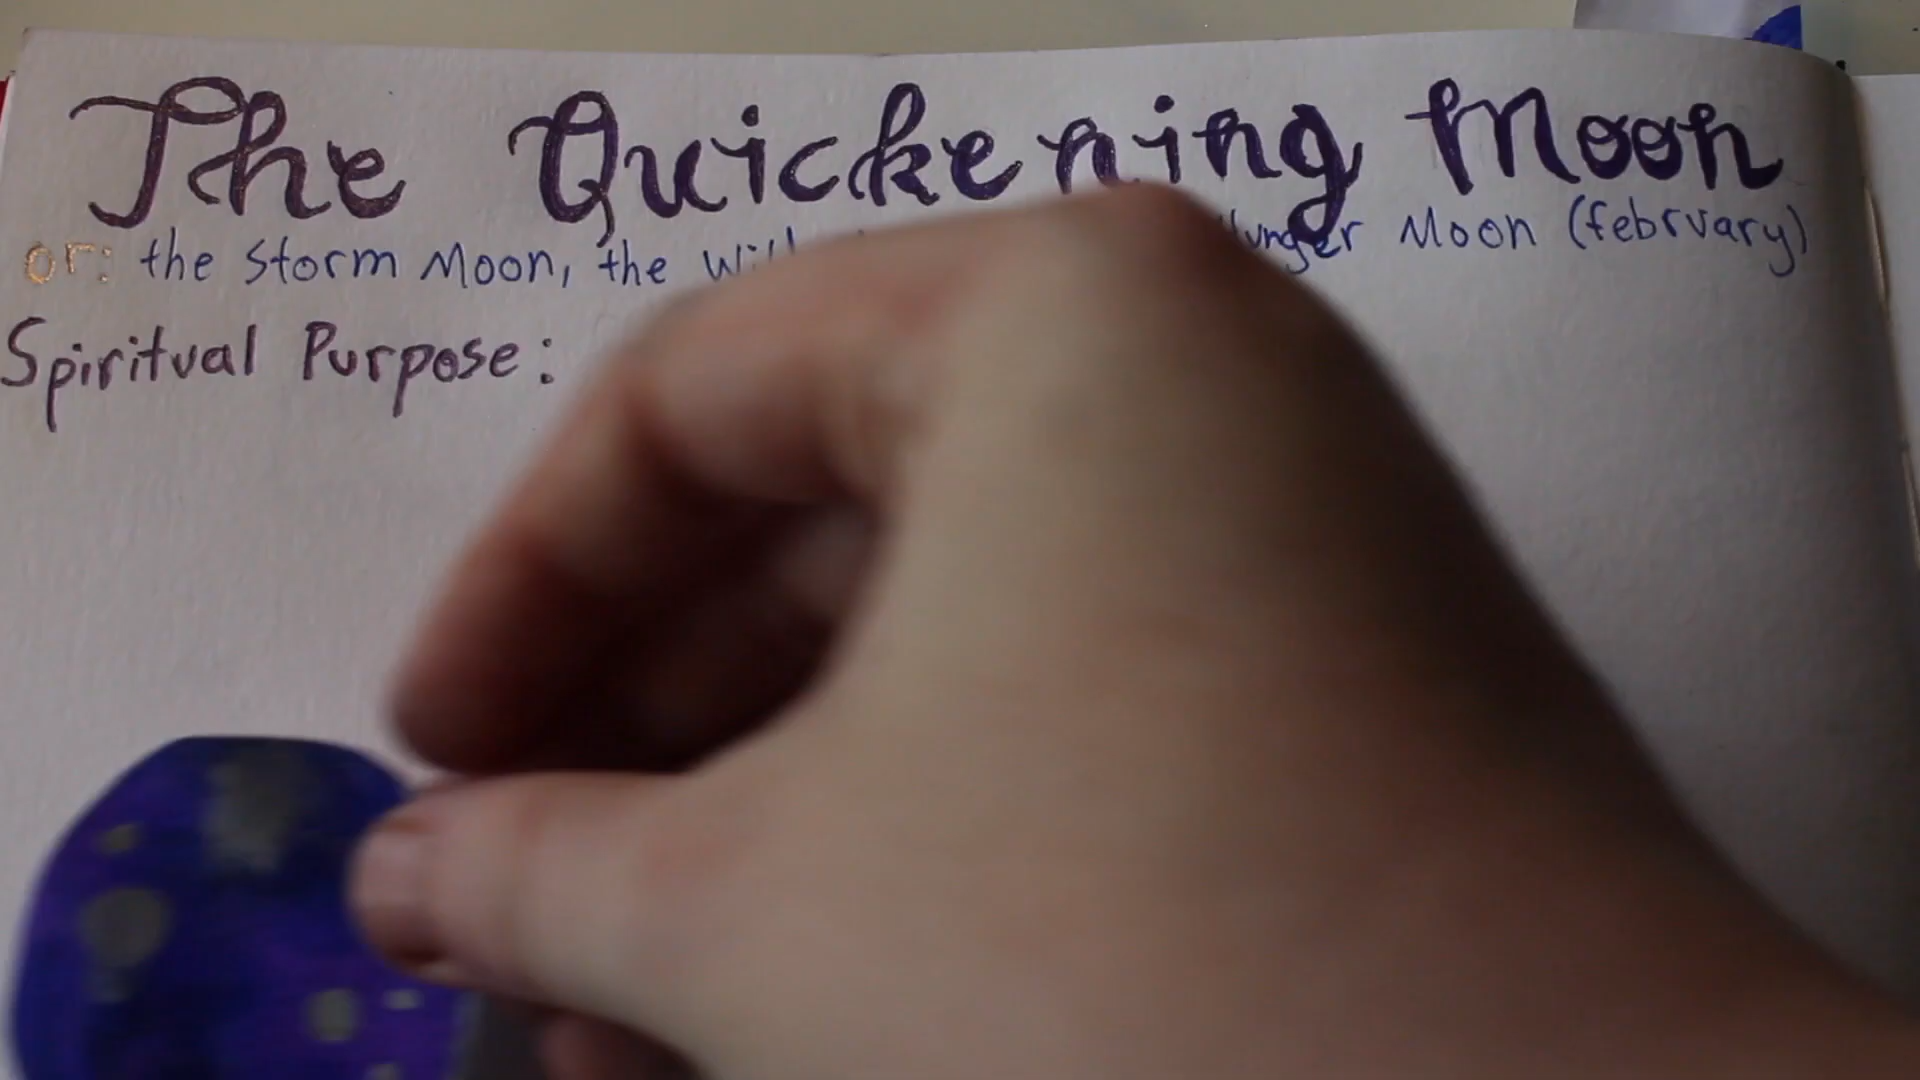 The Quickening Moon
or: the Storm Moon, the Moon (february)
Spiritual Purpose: